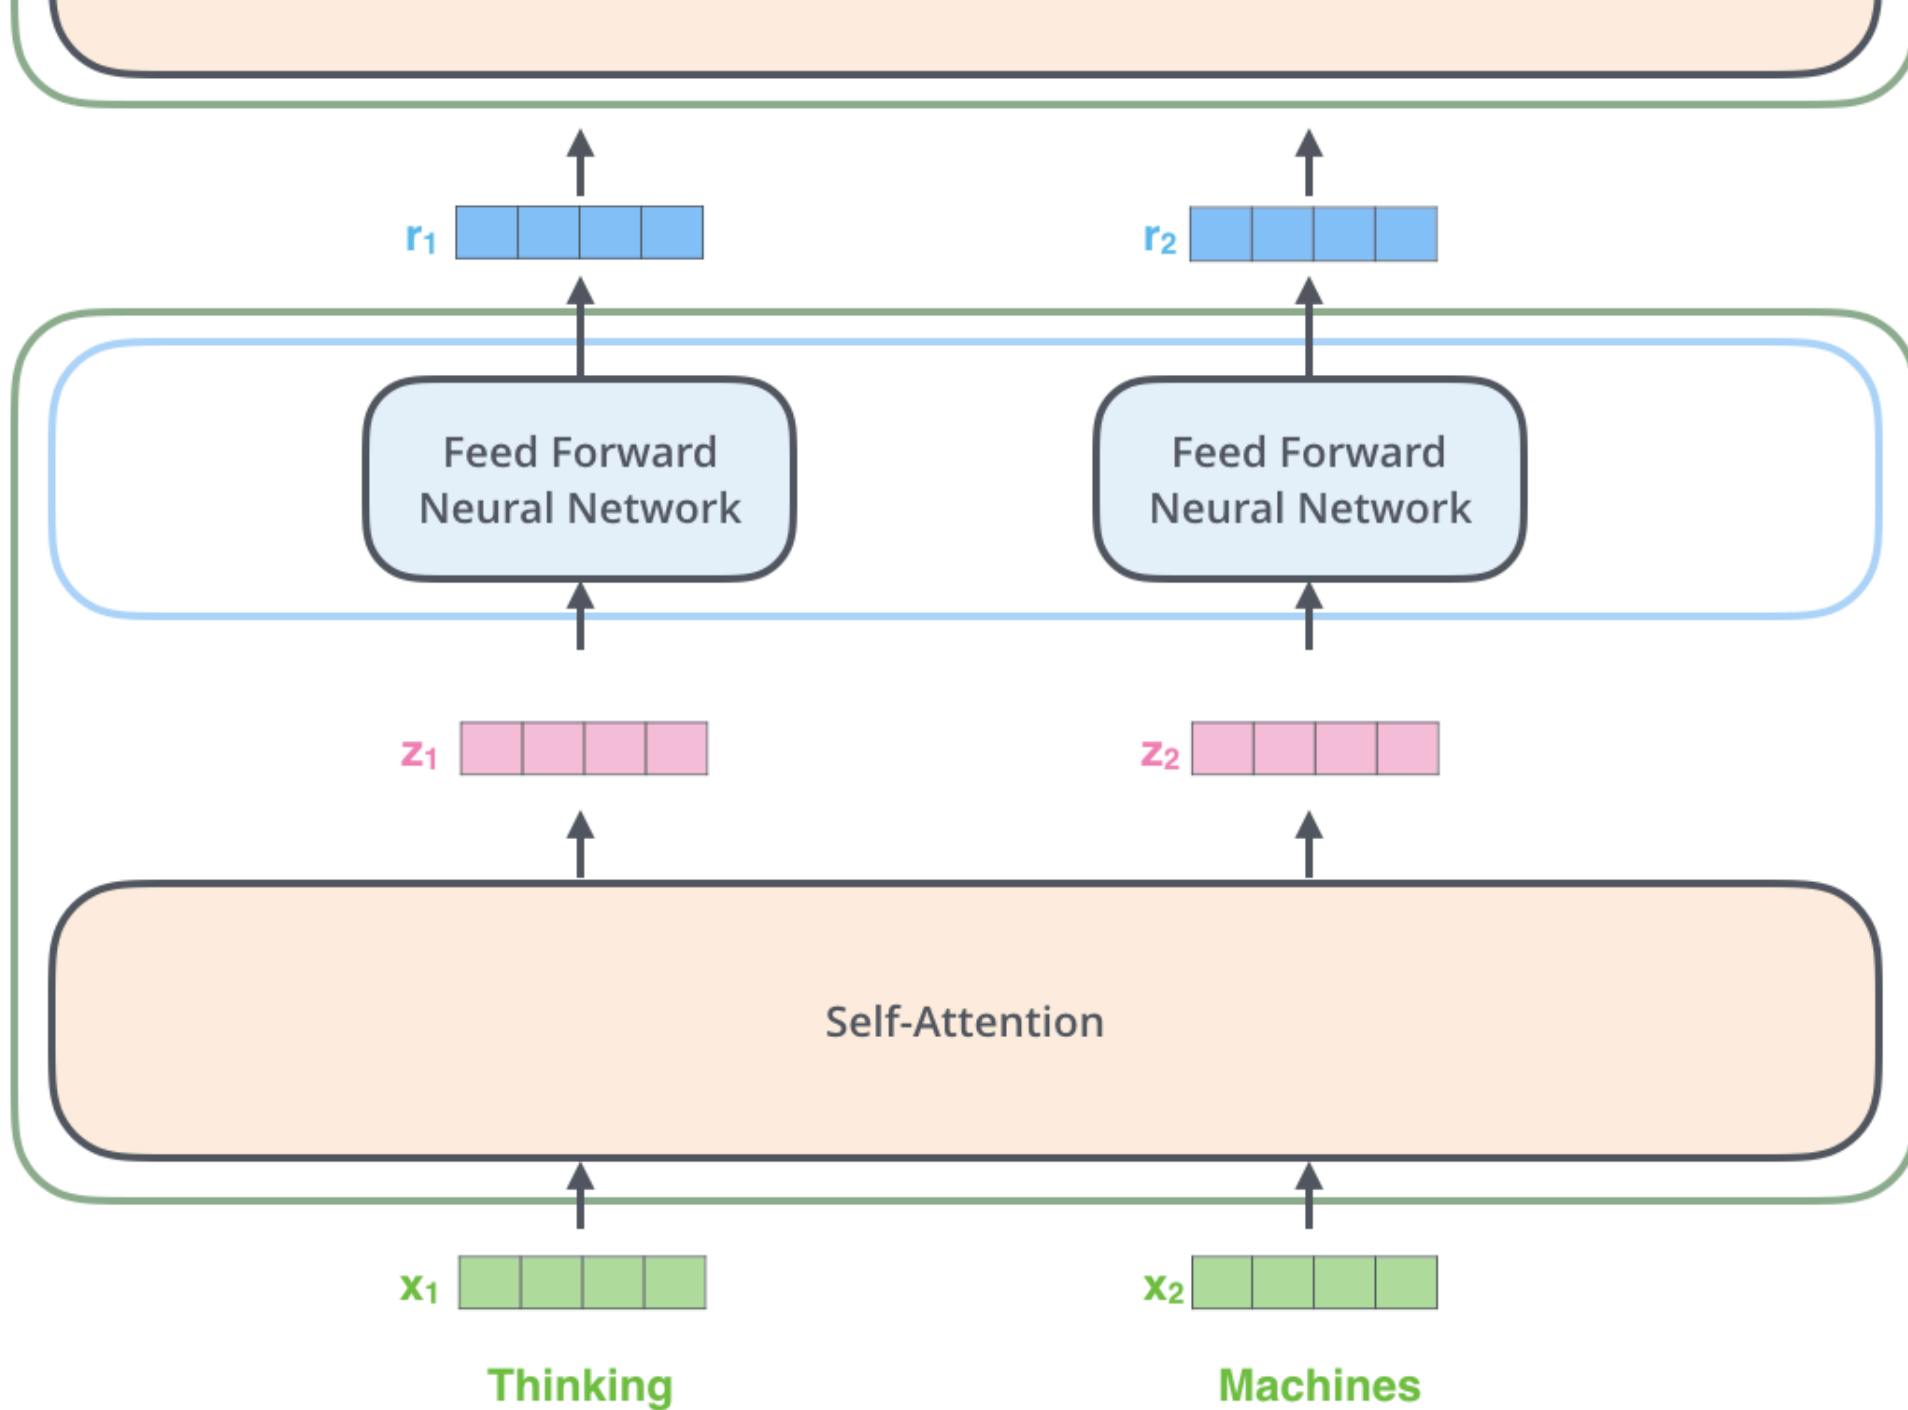 r1
r2
Feed Forward
Neural Network
Feed Forward
Neural Network
z1
z2
Self-Attention
x1
x2
Thinking
Machines